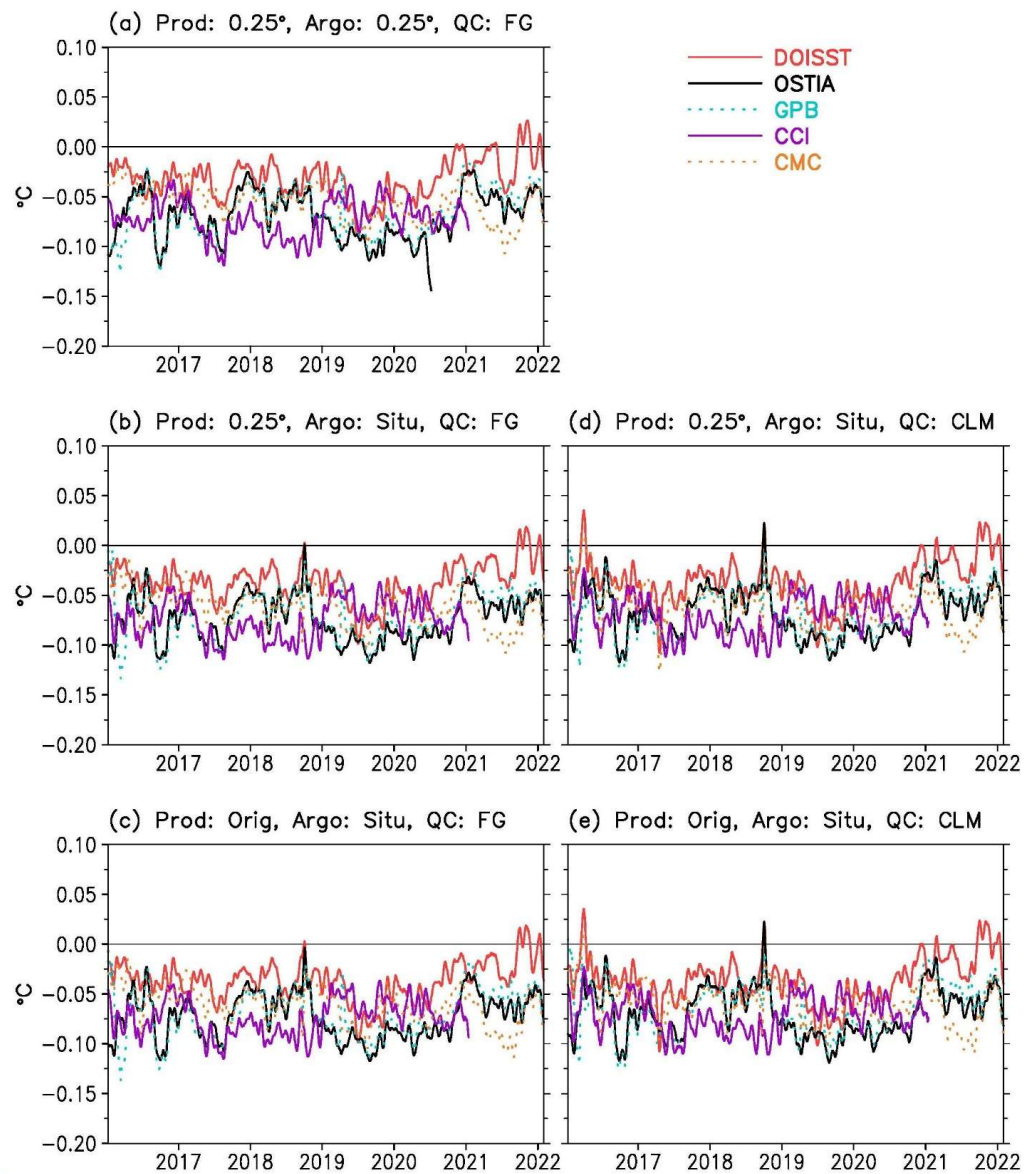 (a) Prod: 0.25°, Argo: 0.25°, QC: FG
DOISST
OSTIA
GPB
CCI
CMC
°C
0.10
0.05
0.00
−0.05
−0.10
−0.15
−0.20
2017 2018 2019 2020 2021 2022
(b) Prod: 0.25°, Argo: Situ, QC: FG
°C
0.10
0.05
0.00
−0.05
−0.10
−0.15
−0.20
2017 2018 2019 2020 2021 2022
(d) Prod: 0.25°, Argo: Situ, QC: CLM
2017 2018 2019 2020 2021 2022
(c) Prod: Orig, Argo: Situ, QC: FG
°C
0.10
0.05
0.00
−0.05
−0.10
−0.15
−0.20
2017 2018 2019 2020 2021 2022
(e) Prod: Orig, Argo: Situ, QC: CLM
2017 2018 2019 2020 2021 2022